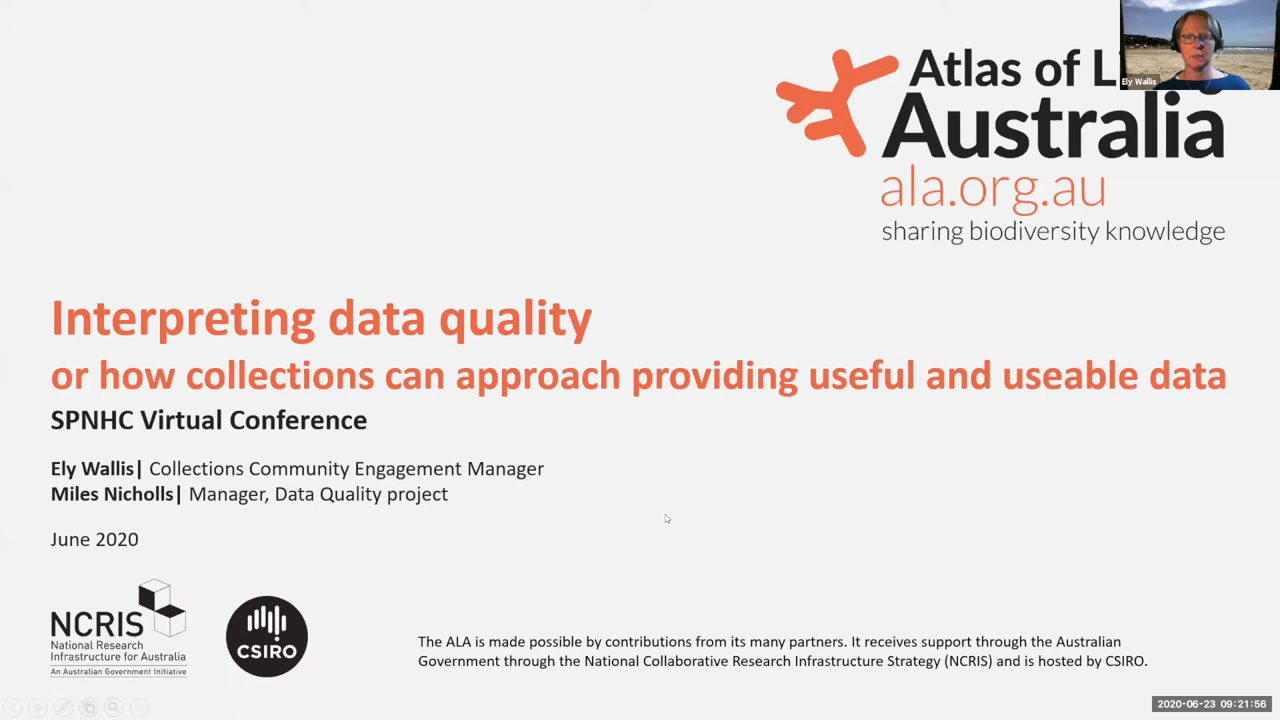 Atlas of Li
Australia
ala.org.au
sharing biodiversity knowledge
Ely Wallis
Interpreting data quality
or how collections can approach providing useful and useable data
SPNHC Virtual Conference
Ely Wallis| Collections Community Engagement Manager
Miles Nicholls| Manager, Data Quality project
June 2020
NCRIS
National Research
Infrastructure for Australia
An Australian Government Initiative
CSIRO
The ALA is made possible by contributions from its many partners. It receives support through the Australian
Government through the National Collaborative Research Infrastructure Strategy (NCRIS) and is hosted by CSIRO.
2020-06-23 09:21:56